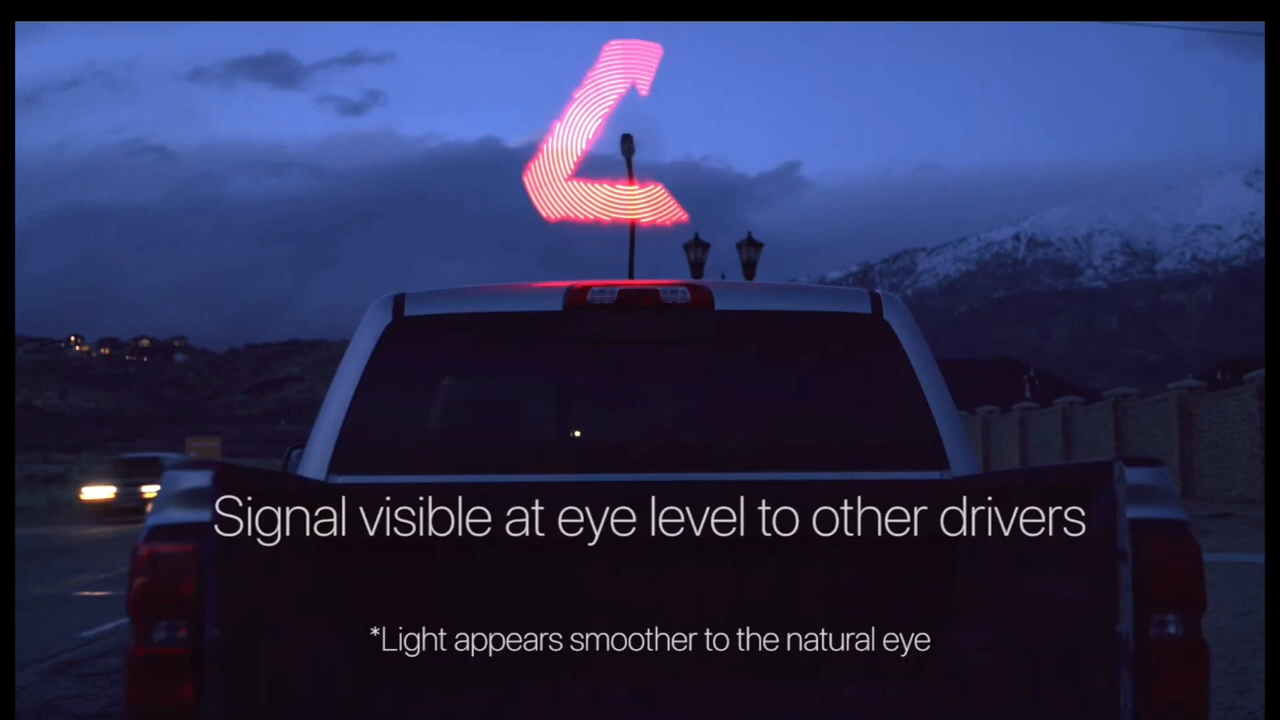 Signal visible at eye level to other drivers
*Light appears smoother to the natural eye